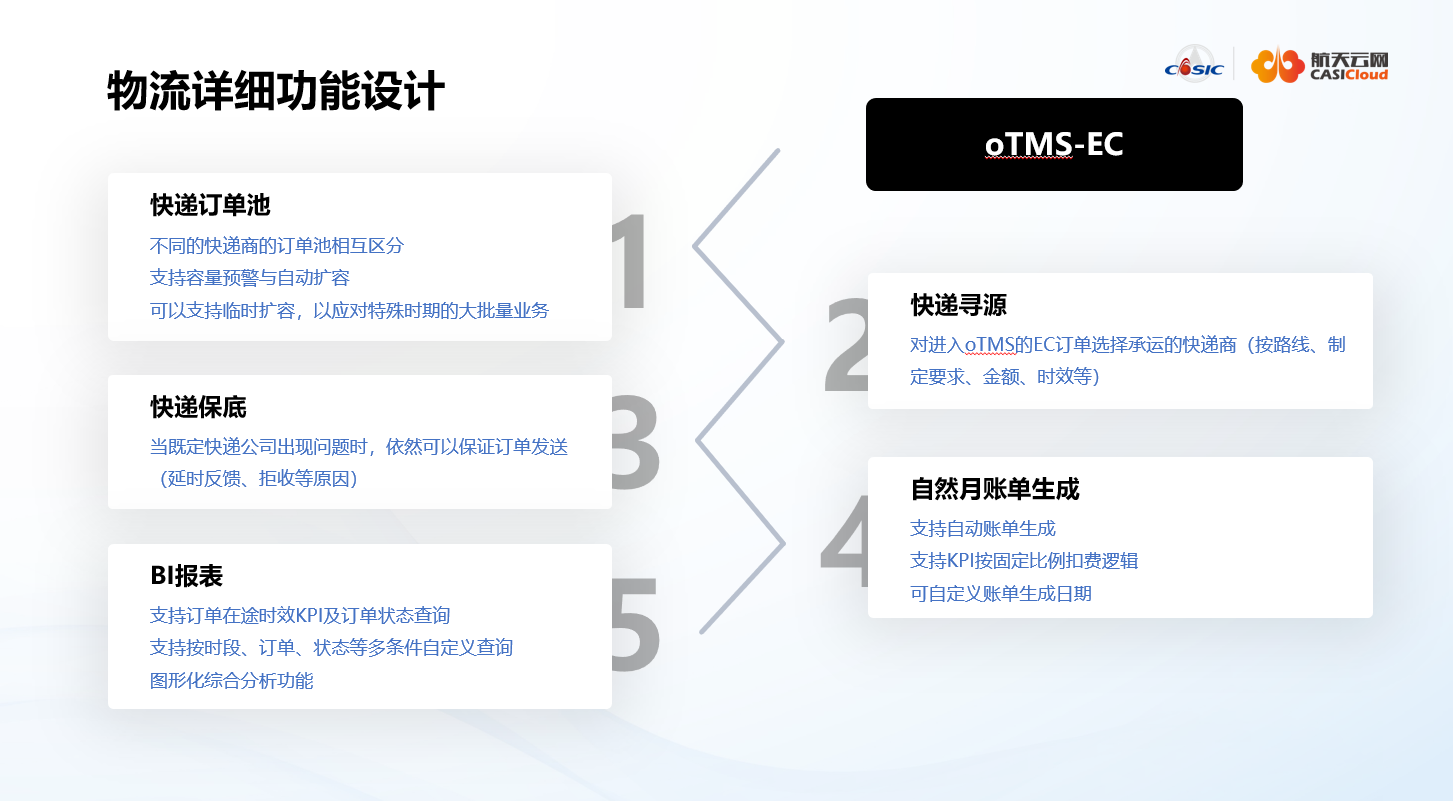 物流详细功能设计
CASIC
航天云网
CASICloud
oTMS-EC
1
快递订单池
不同的快递商的订单池相互区分
支持容量预警与自动扩容
可以支持临时扩容，以应对特殊时期的大批量业务
2
快递寻源
对进入oTMS的EC订单选择承运的快递商（按路线、制
定要求、金额、时效等）
3
快递保底
当既定快递公司出现问题时，依然可以保证订单发送
（延时反馈、拒收等原因）
4
自然月账单生成
支持自动账单生成
支持KPI按固定比例扣费逻辑
可自定义账单生成日期
5
BI报表
支持订单在途时效KPI及订单状态查询
支持按时段、订单、状态等多条件自定义查询
图形化综合分析功能